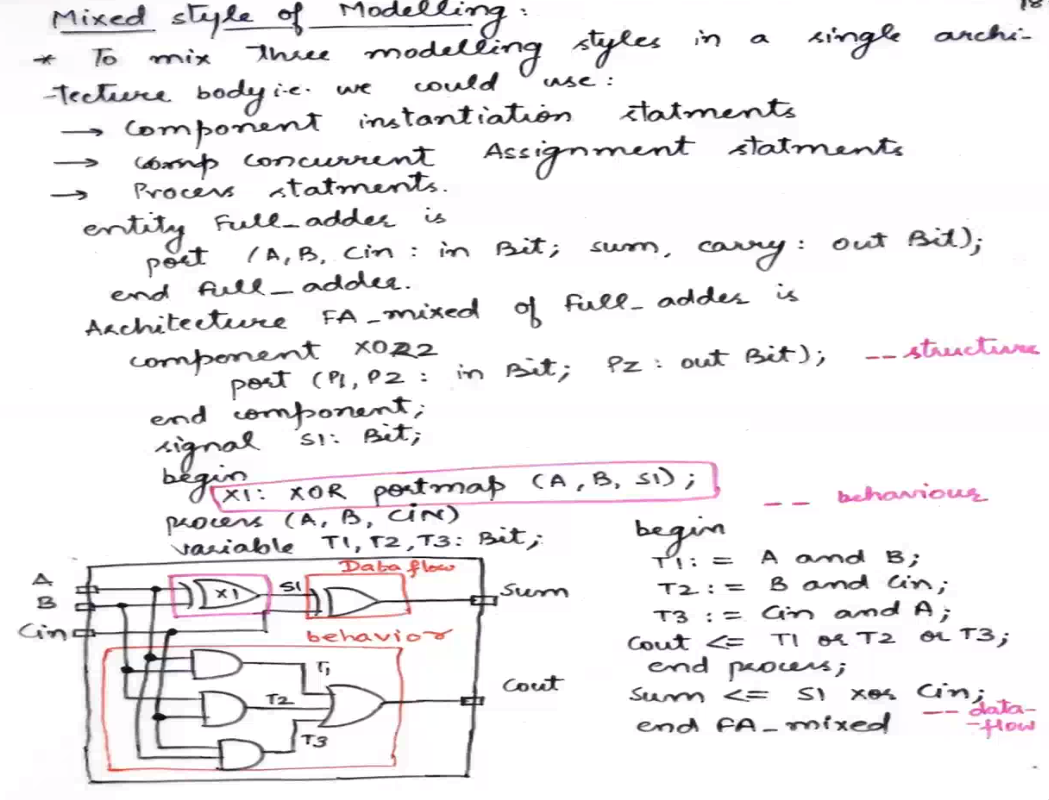 18
Mixed style of Modelling:
* To mix three modelling styles in a single archi-
-tecture body i.e. we could use:
→ Component instantiation statments
→ concurrent Assignment statments
→ Process statments.
entity Full_adder is
port (A, B, Cin : in Bit; sum, carry: out Bit);
end full_adder.
Architecture FA_mixed of Full_adder is
component XOR2
port (P1, P2 : in Bit; PZ : out Bit); -- structure
end component;
signal S1: Bit;
begin
X1: XOR portmap (A, B, S1);
-- behaviour
process (A, B, CiN)
variable T1, T2, T3: Bit;
begin
T1: = A and B;
T2: = B and Cin;
T3 : = Cin and A;
Cout <= T1 or T2 or T3;
end process;
sum <= S1 xor Cin;
-- data-
-flow
end FA_mixed
A
B
Cin
Data flow
X1
S1
Sum
behavior
T1
T2
T3
Cout